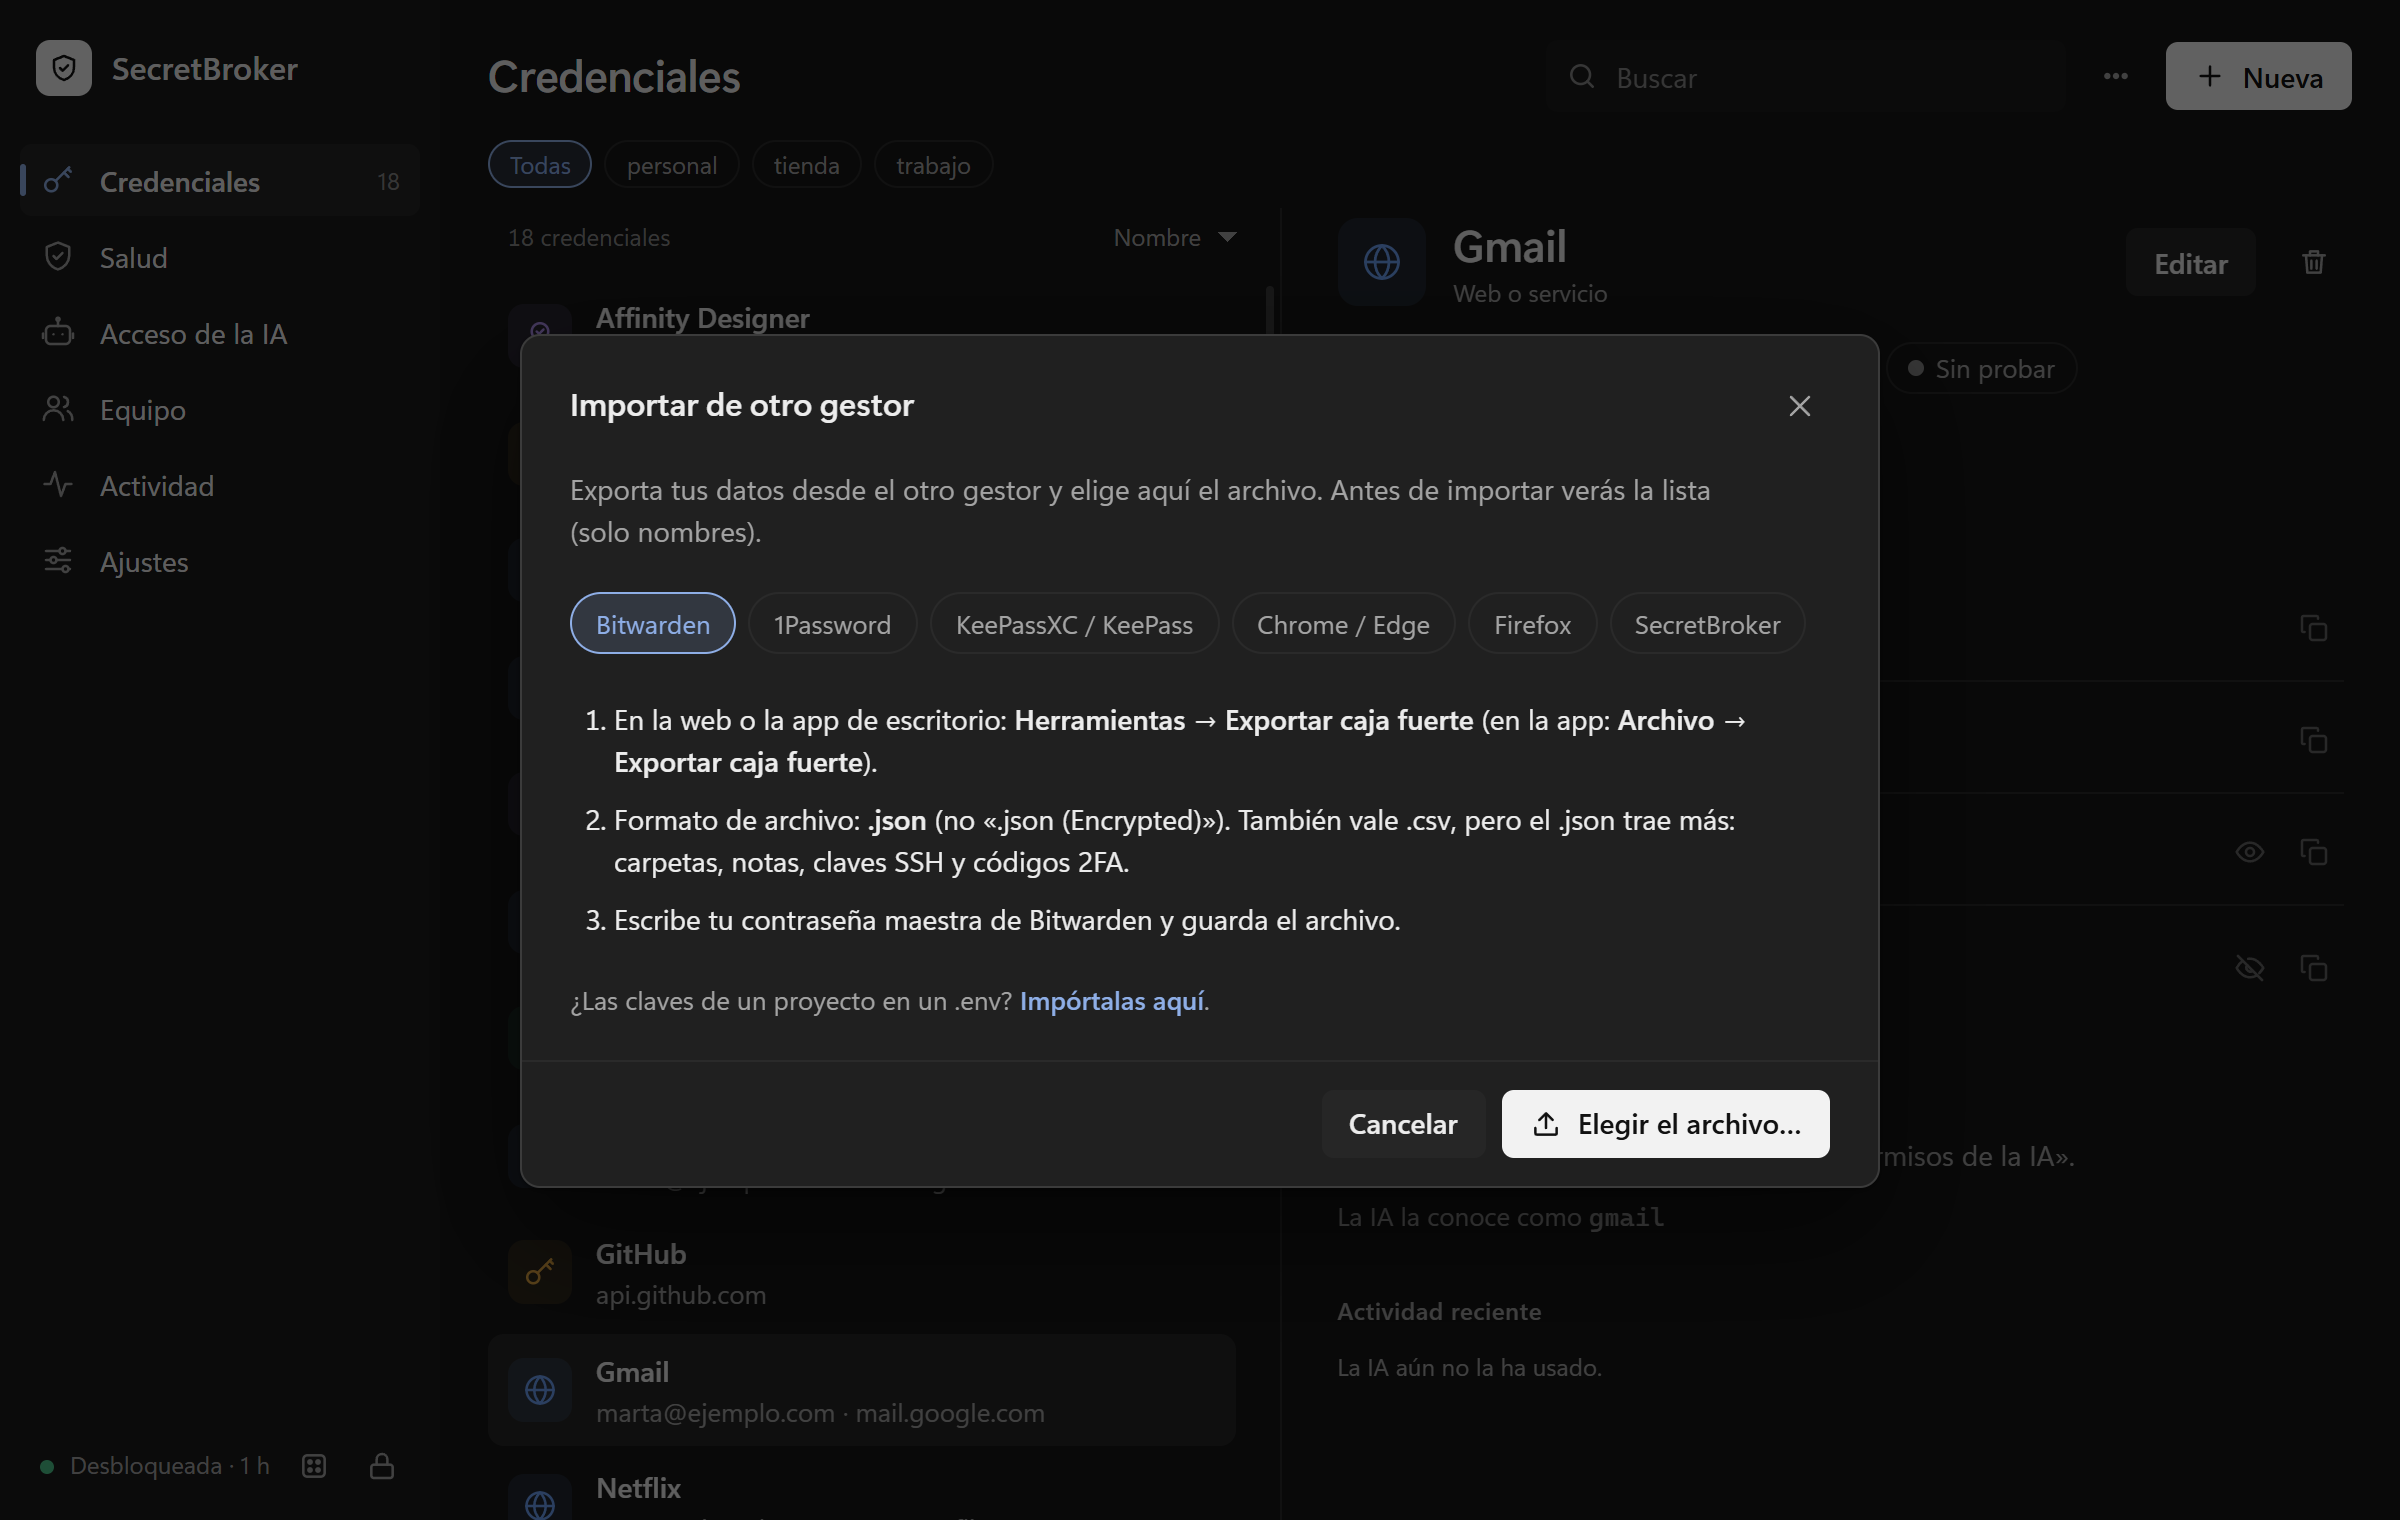 SecretBroker
Credenciales 18
Salud
Acceso de la IA
Equipo
Actividad
Ajustes
Desbloqueada · 1 h
Credenciales
Buscar
Nueva
Todas
personal
tienda
trabajo
18 credenciales
Nombre
Affinity Designer
Gmail
Web o servicio
Editar
Sin probar
Importar de otro gestor
Exporta tus datos desde el otro gestor y elige aquí el archivo. Antes de importar verás la lista
(solo nombres).
Bitwarden
1Password
KeePassXC / KeePass
Chrome / Edge
Firefox
SecretBroker
1. En la web o la app de escritorio: Herramientas → Exportar caja fuerte (en la app: Archivo →
Exportar caja fuerte).
2. Formato de archivo: .json (no «.json (Encrypted)»). También vale .csv, pero el .json trae más:
carpetas, notas, claves SSH y códigos 2FA.
3. Escribe tu contraseña maestra de Bitwarden y guarda el archivo.
¿Las claves de un proyecto en un .env? Impórtalas aquí.
Cancelar
Elegir el archivo...
de la IA».
La IA la conoce como gmail
Actividad reciente
La IA aún no la ha usado.
GitHub
api.github.com
Gmail
marta@ejemplo.com · mail.google.com
Netflix